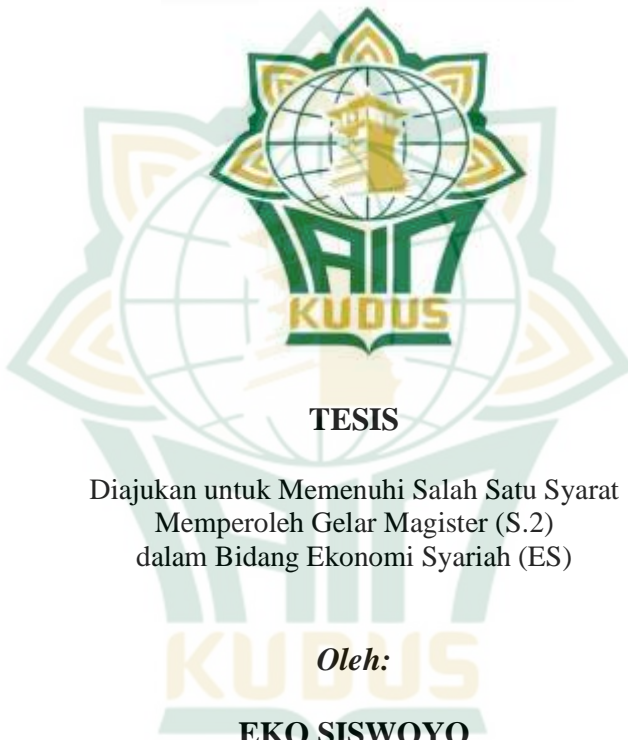 IAIN
KUDUS
TESIS
Diajukan untuk Memenuhi Salah Satu Syarat
Memperoleh Gelar Magister (S.2)
dalam Bidang Ekonomi Syariah (ES)
Oleh:
EKO SISWOYO